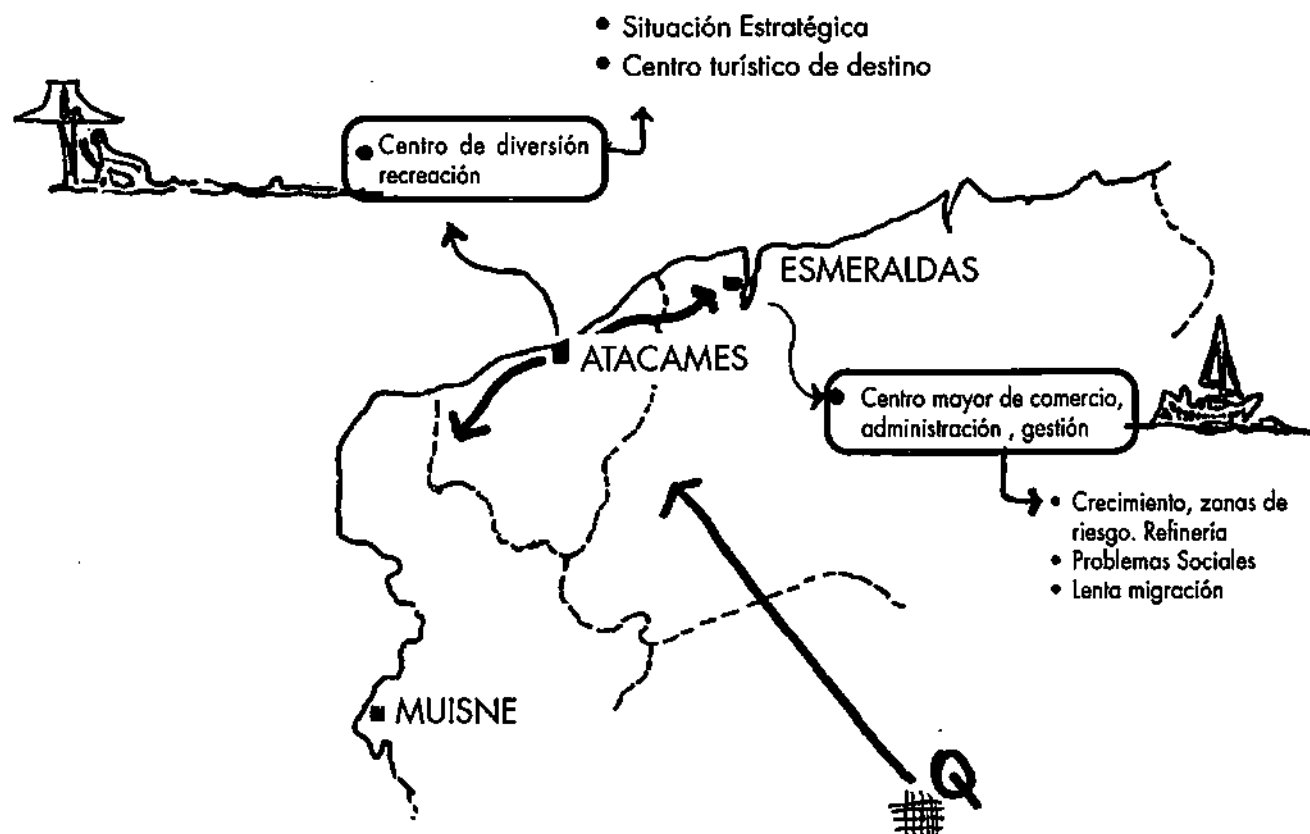 • Situación Estratégica
• Centro turístico de destino
• Centro de diversión
recreación
ESMERALDAS
ATACAMES
• Centro mayor de comercio,
administración , gestión
• Crecimiento, zonas de
riesgo. Refinería
• Problemas Sociales
• Lenta migración
MUISNE
Q